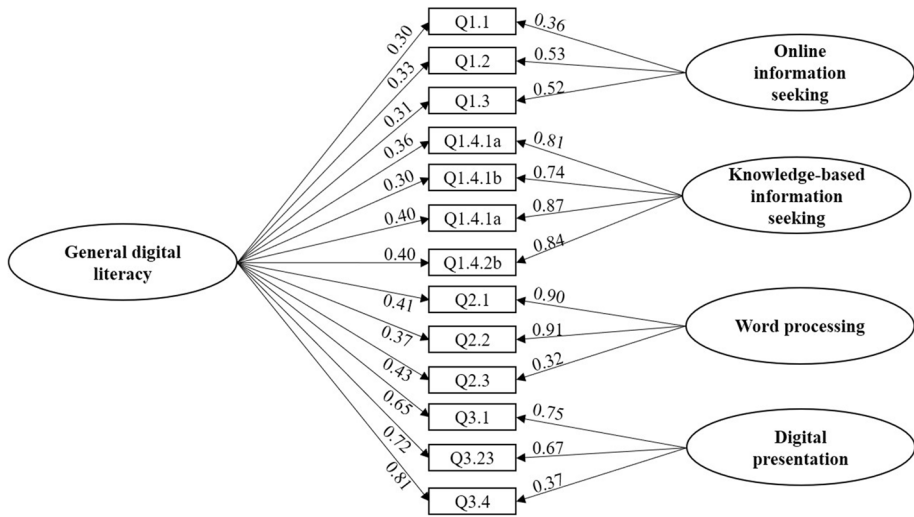 General digital
literacy
0.30
0.33
0.31
0.36
0.30
0.40
0.40
0.41
0.37
0.43
0.65
0.72
0.81
Q1.1
Q1.2
Q1.3
Q1.4.1a
Q1.4.1b
Q1.4.1a
Q1.4.2b
Q2.1
Q2.2
Q2.3
Q3.1
Q3.23
Q3.4
0.36
0.53
0.52
0.81
0.74
0.87
0.84
0.90
0.91
0.32
0.75
0.67
0.37
Online
information
seeking
Knowledge-based
information
seeking
Word processing
Digital
presentation